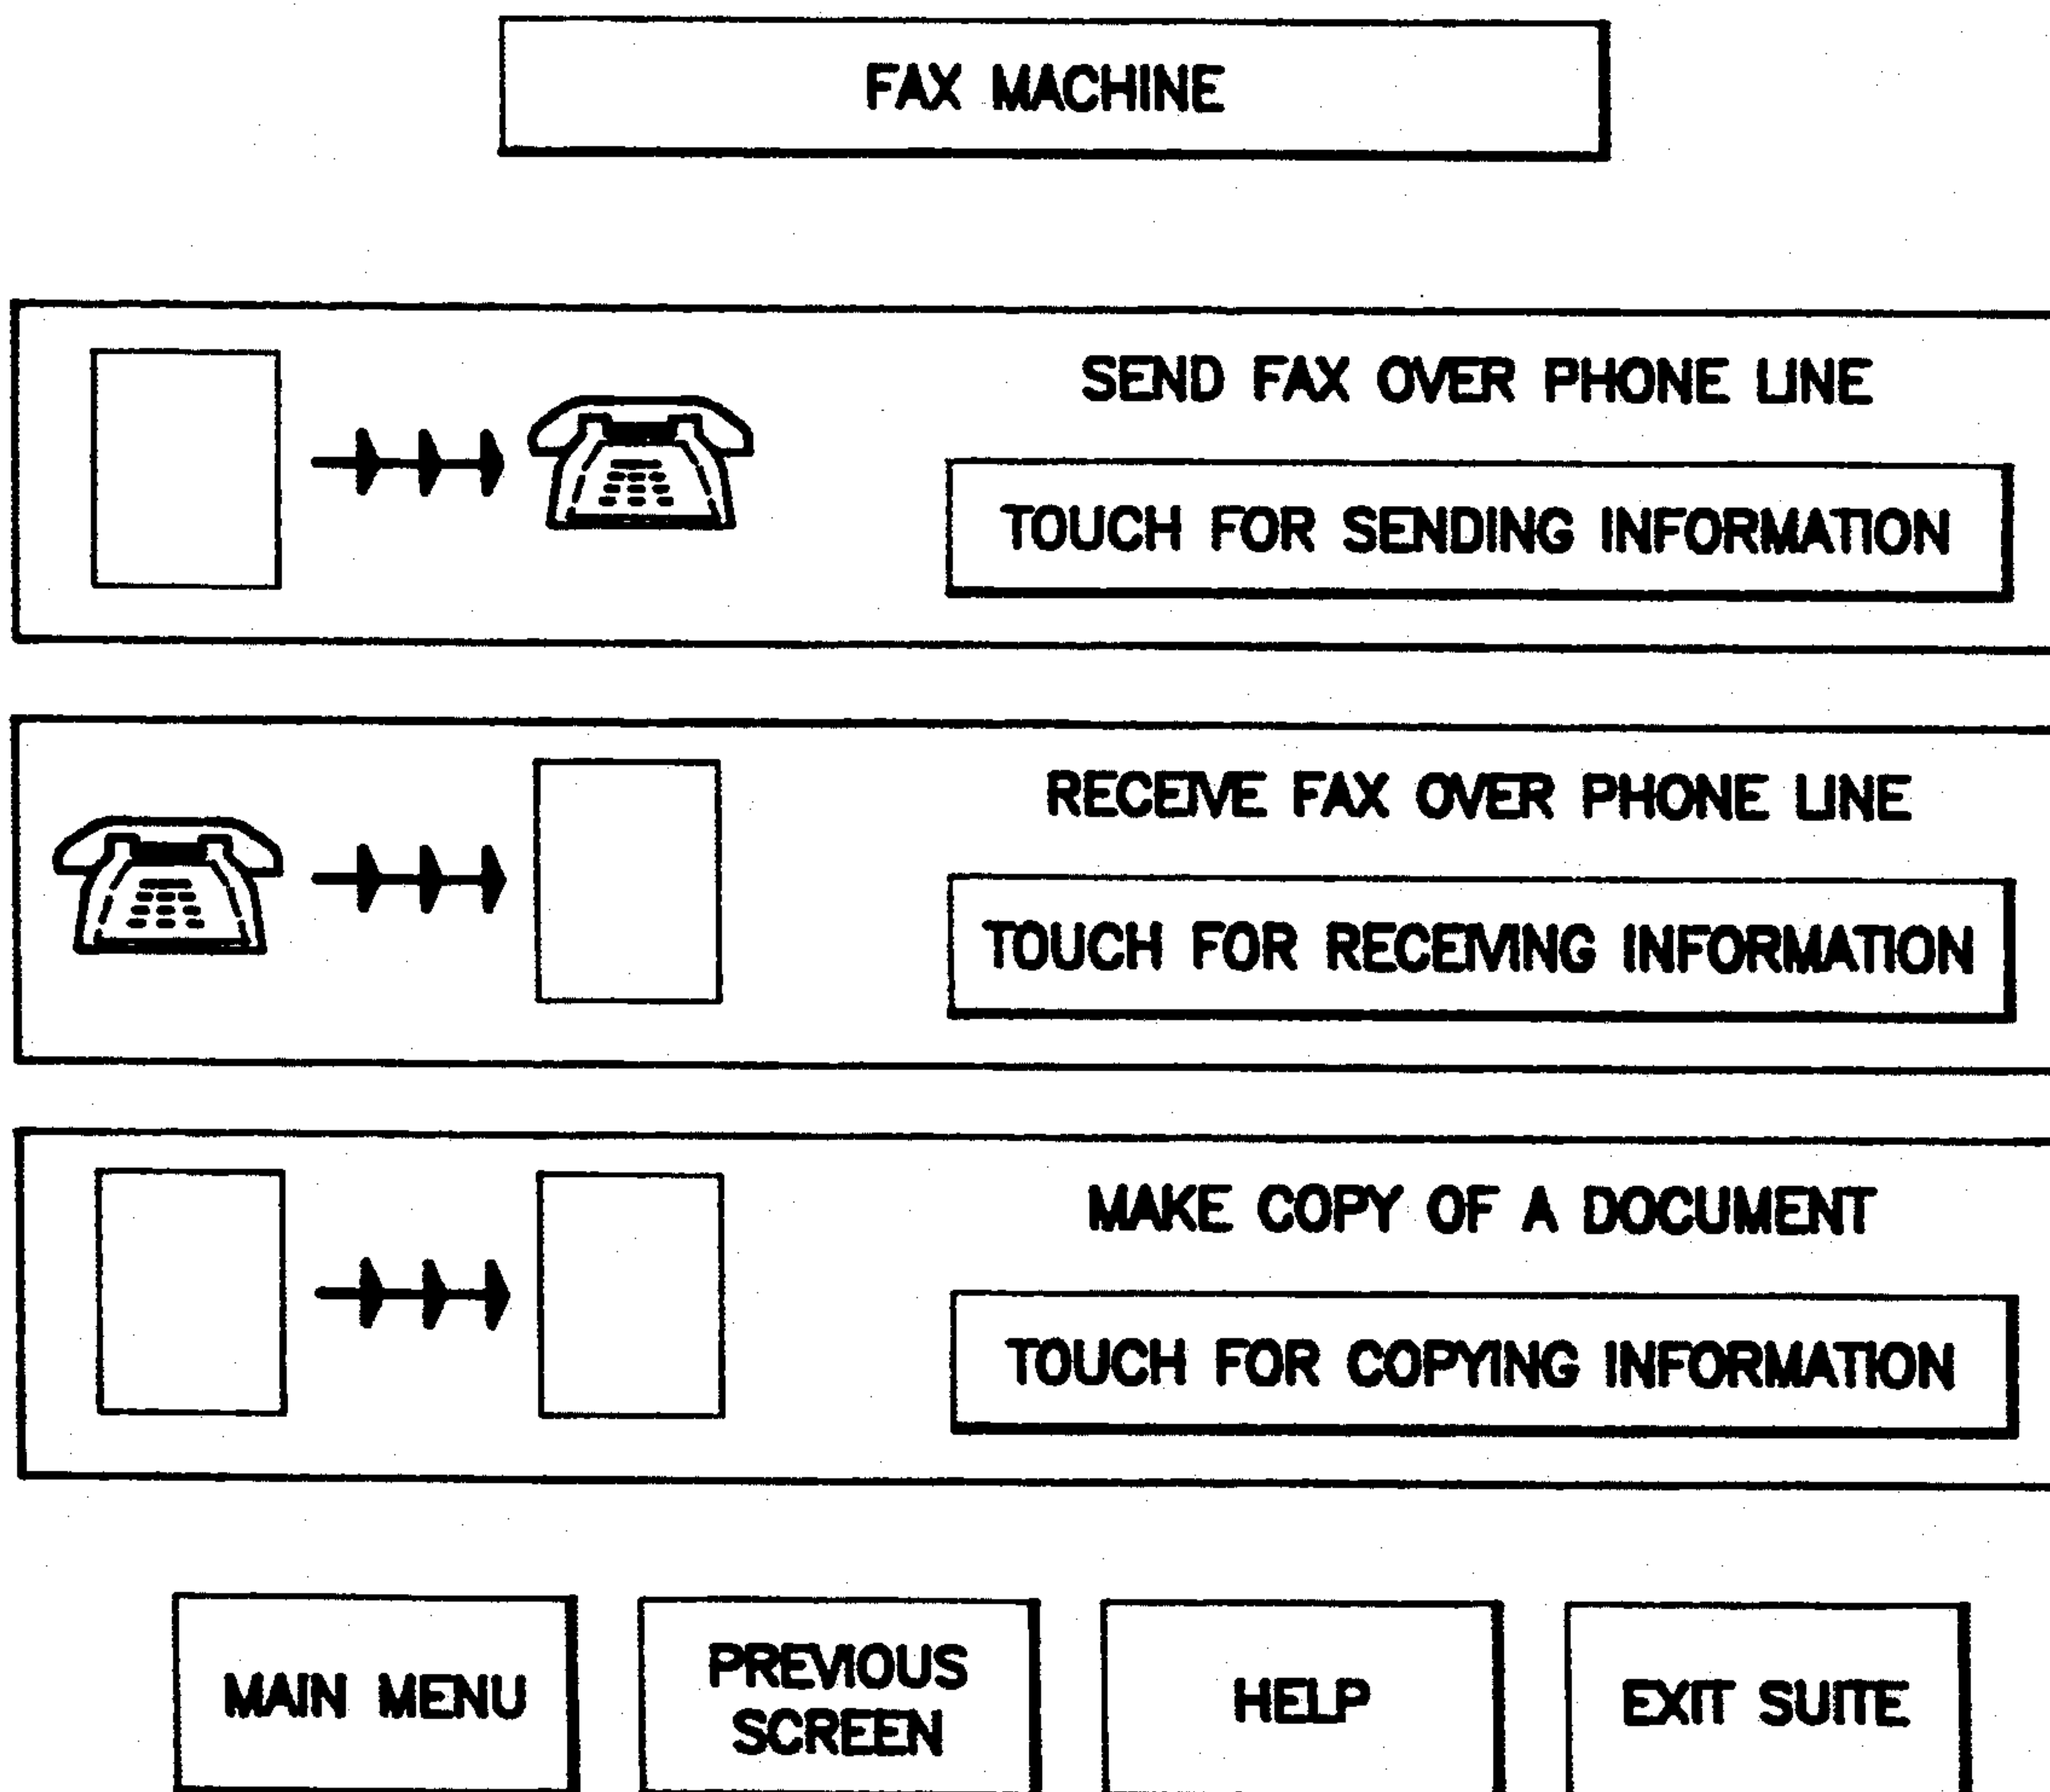 FAX MACHINE
SEND FAX OVER PHONE LINE
TOUCH FOR SENDING INFORMATION
RECEIVE FAX OVER PHONE LINE
TOUCH FOR RECEIVING INFORMATION
MAKE COPY OF A DOCUMENT
TOUCH FOR COPYING INFORMATION
MAIN MENU
PREVIOUS
SCREEN
HELP
EXIT SUITE